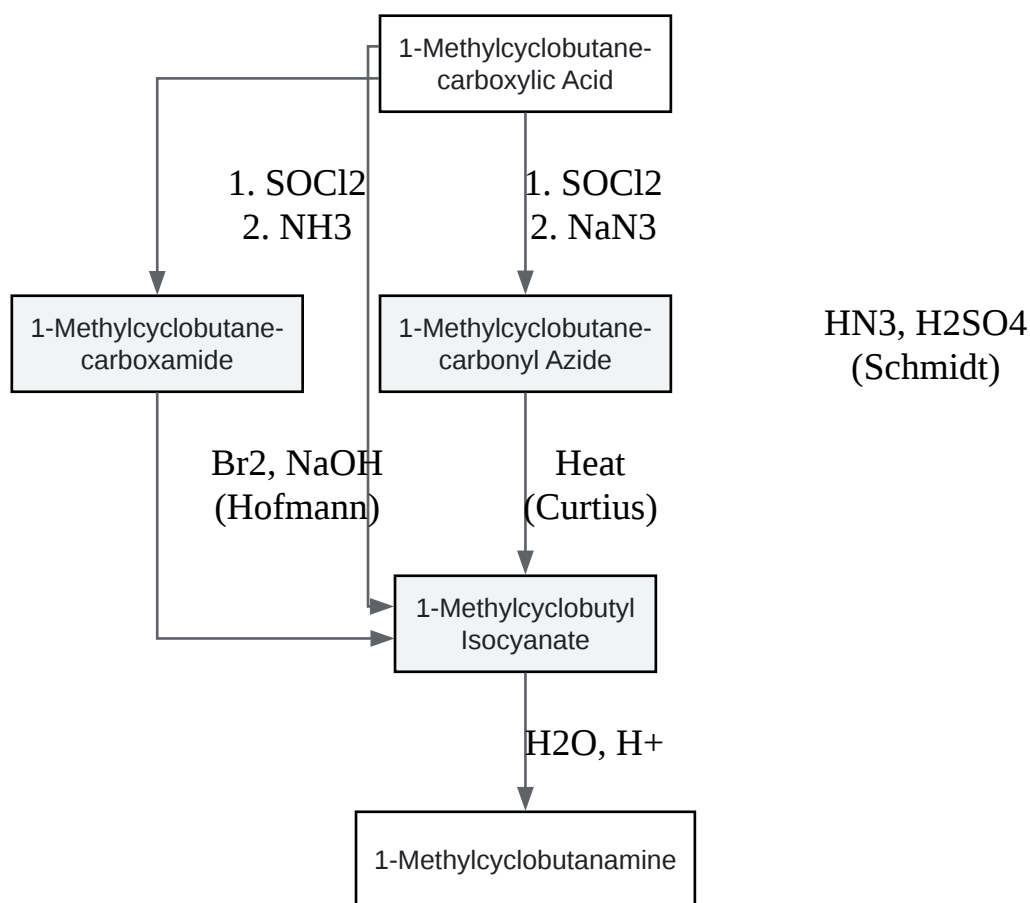 1-Methylcyclobutane-
carboxylic Acid
1. SOCl2
2. NH3
1. SOCl2
2. NaN3
1-Methylcyclobutane-
carboxamide
1-Methylcyclobutane-
carbonyl Azide
HN3, H2SO4
(Schmidt)
Br2, NaOH
(Hofmann)
Heat
(Curtius)
1-Methylcyclobutyl
Isocyanate
H2O, H+
1-Methylcyclobutanamine